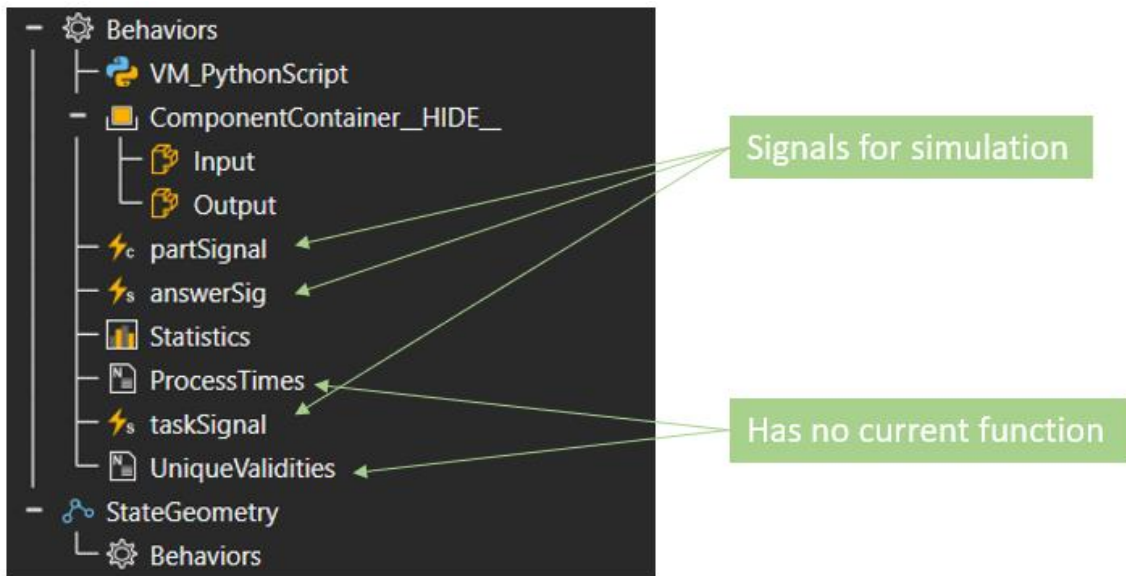 Behaviors
VM_PythonScript
ComponentContainer__HIDE__
Input
Output
partSignal
answerSig
Statistics
ProcessTimes
taskSignal
UniqueValidities
StateGeometry
Behaviors
Signals for simulation
Has no current function